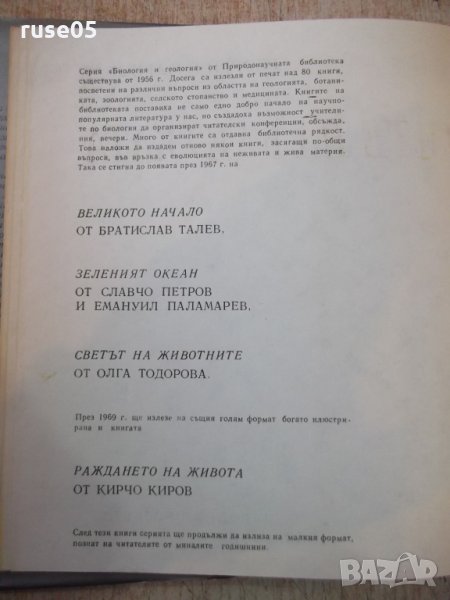 ruse05
Серия «Биология и геология» от Природонаучната библиотека
съществува от 1956 г. Досега са излезли от печат над 80 книги,
посветени на различни въпроси из областта на геологията, ботани-
ката, зоологията, селското стопанство и медицината. Книгите на
библиотеката поставиха не само едно добро начало на научно-
популярната литература у нас, но създадоха възможност учители-
те по биология да организират читателски конференции, обсъжда-
ния, вечери. Много от книгите са отдавна библиотечна рядкост.
Това наложи да издадем отново някои книги, засягащи по-общи
въпроси, във връзка с еволюцията на неживата и жива материя.
Така се стигна до появата през 1967 г. на
ВЕЛИКОТО НАЧАЛО
ОТ БРАТИСЛАВ ТАЛЕВ,
ЗЕЛЕНИЯТ ОКЕАН
ОТ СЛАВЧО ПЕТРОВ
И ЕМАНУИЛ ПАЛАМАРЕВ,
СВЕТЪТ НА ЖИВОТНИТЕ
ОТ ОЛГА ТОДОРОВА.
През 1969 г. ще излезе на същия голям формат богато илюстри-
рана и книгата
РАЖДАНЕТО НА ЖИВОТА
ОТ КИРЧО КИРОВ
След тези книги серията ще продължи да излиза на малкия формат,
познат на читателите от миналите годишнини.
BAZAR.bg